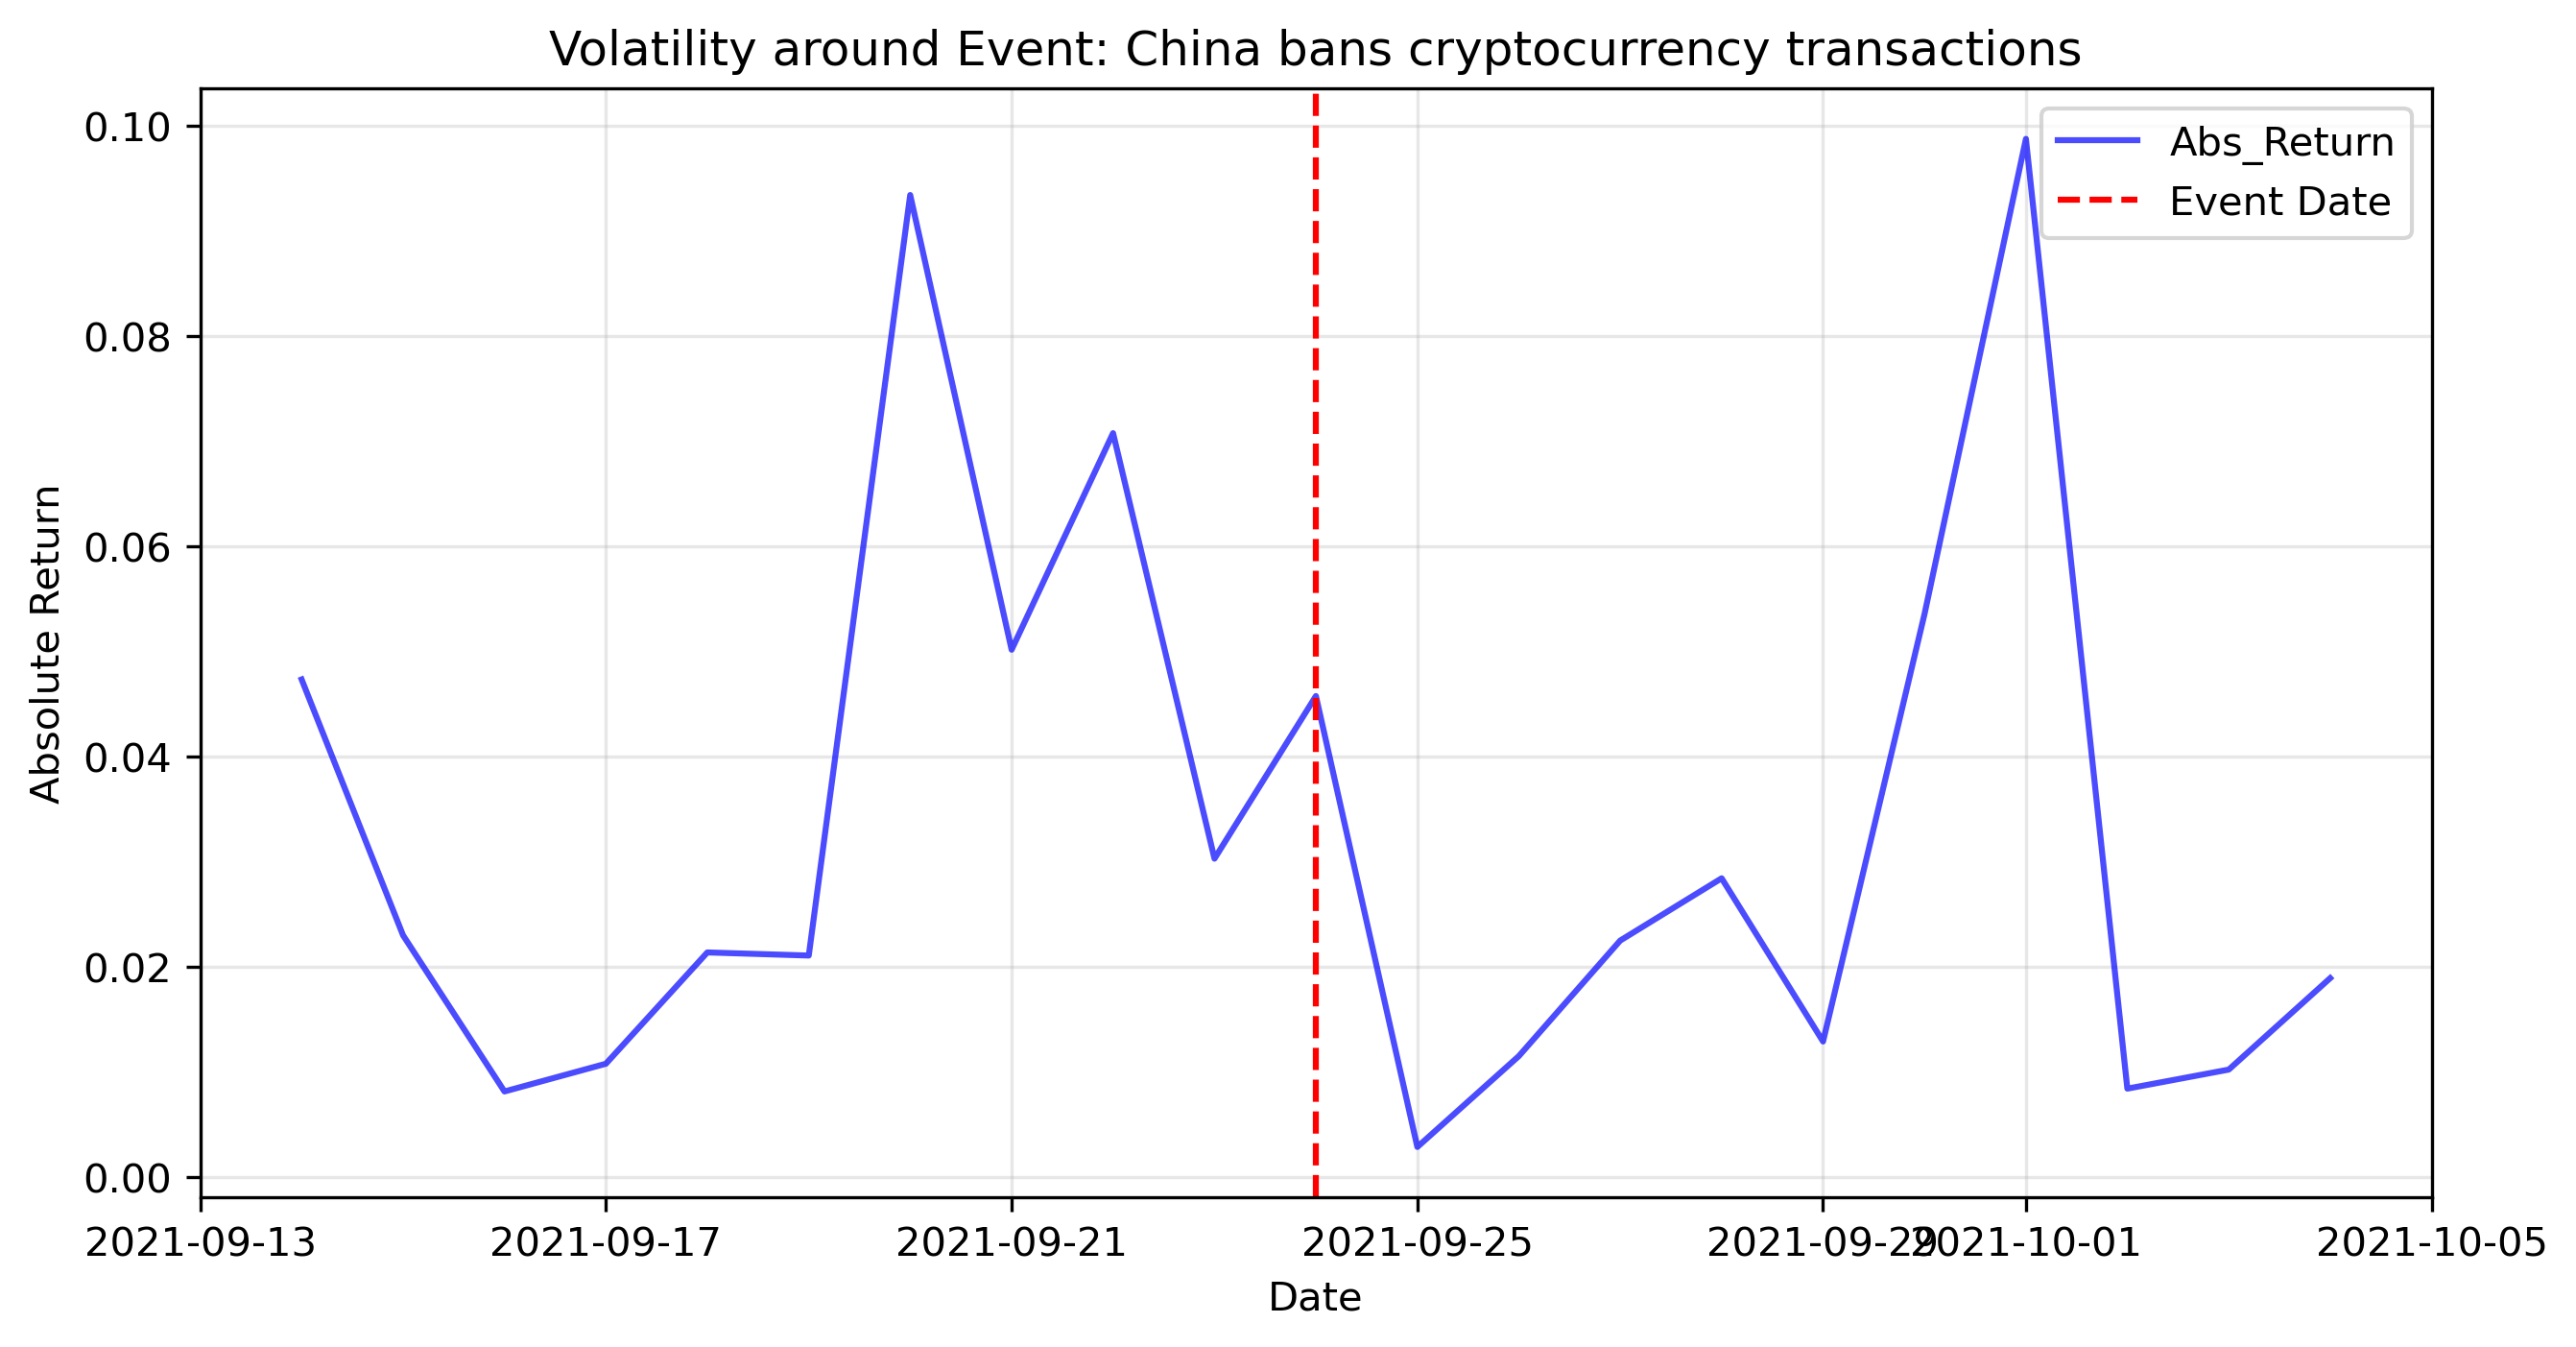 Volatility around Event: China bans cryptocurrency transactions
Abs_Return
Event Date
Absolute Return
0.10
0.08
0.06
0.04
0.02
0.00
2021-09-13
2021-09-17
2021-09-21
2021-09-25
2021-09-29
2021-10-01
2021-10-05
Date